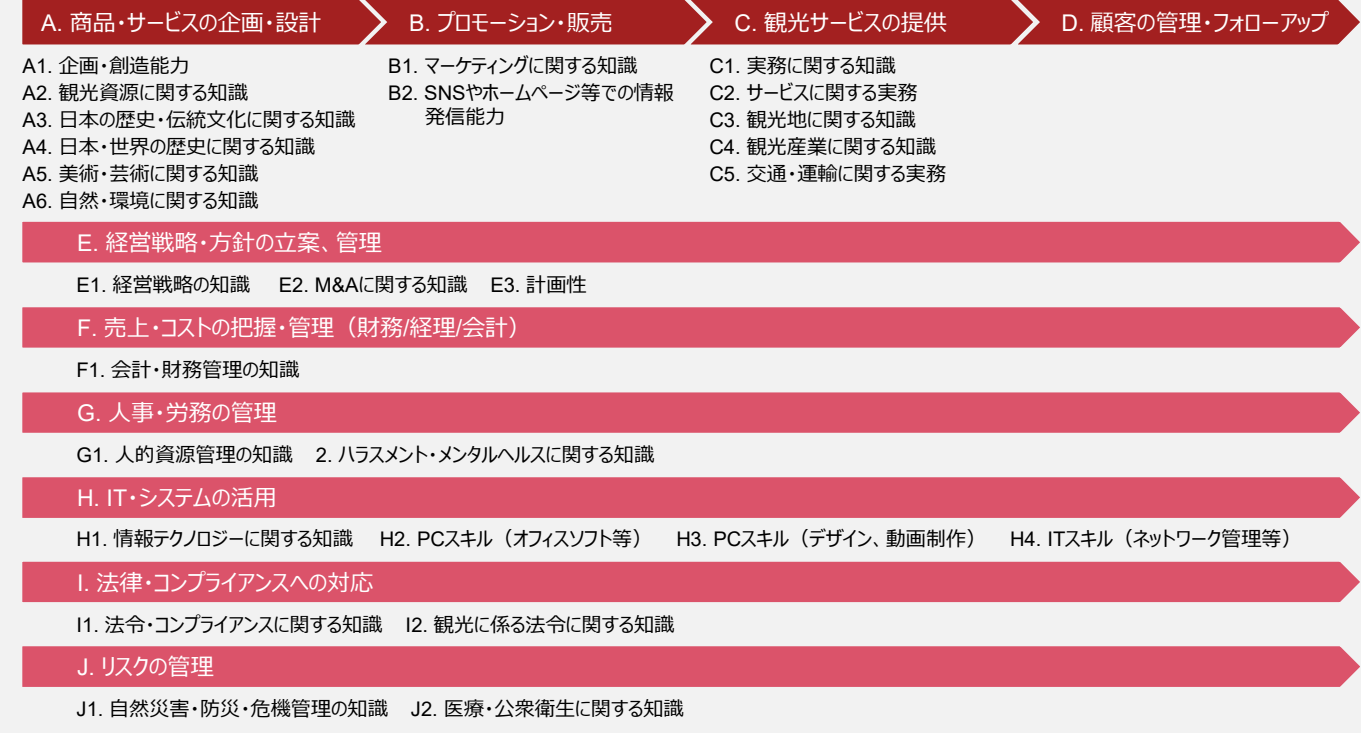 A. 商品・サービスの企画・設計
B. プロモーション・販売
C. 観光サービスの提供
D. 顧客の管理・フォローアップ
A1. 企画・創造能力
A2. 観光資源に関する知識
A3. 日本の歴史・伝統文化に関する知識
A4. 日本・世界の歴史に関する知識
A5. 美術・芸術に関する知識
A6. 自然・環境に関する知識
B1. マーケティングに関する知識
B2. SNSやホームページ等での情報
発信能力
C1. 実務に関する知識
C2. サービスに関する実務
C3. 観光地に関する知識
C4. 観光産業に関する知識
C5. 交通・運輸に関する実務
E. 経営戦略・方針の立案、管理
E1. 経営戦略の知識 E2. M&Aに関する知識 E3. 計画性
F. 売上・コストの把握・管理（財務/経理/会計）
F1. 会計・財務管理の知識
G. 人事・労務の管理
G1. 人的資源管理の知識 2. ハラスメント・メンタルヘルスに関する知識
H. IT・システムの活用
H1. 情報テクノロジーに関する知識 H2. PCスキル（オフィスソフト等） H3. PCスキル（デザイン、動画制作） H4. ITスキル（ネットワーク管理等）
I. 法律・コンプライアンスへの対応
I1. 法令・コンプライアンスに関する知識 I2. 観光に係る法令に関する知識
J. リスクの管理
J1. 自然災害・防災・危機管理の知識 J2. 医療・公衆衛生に関する知識